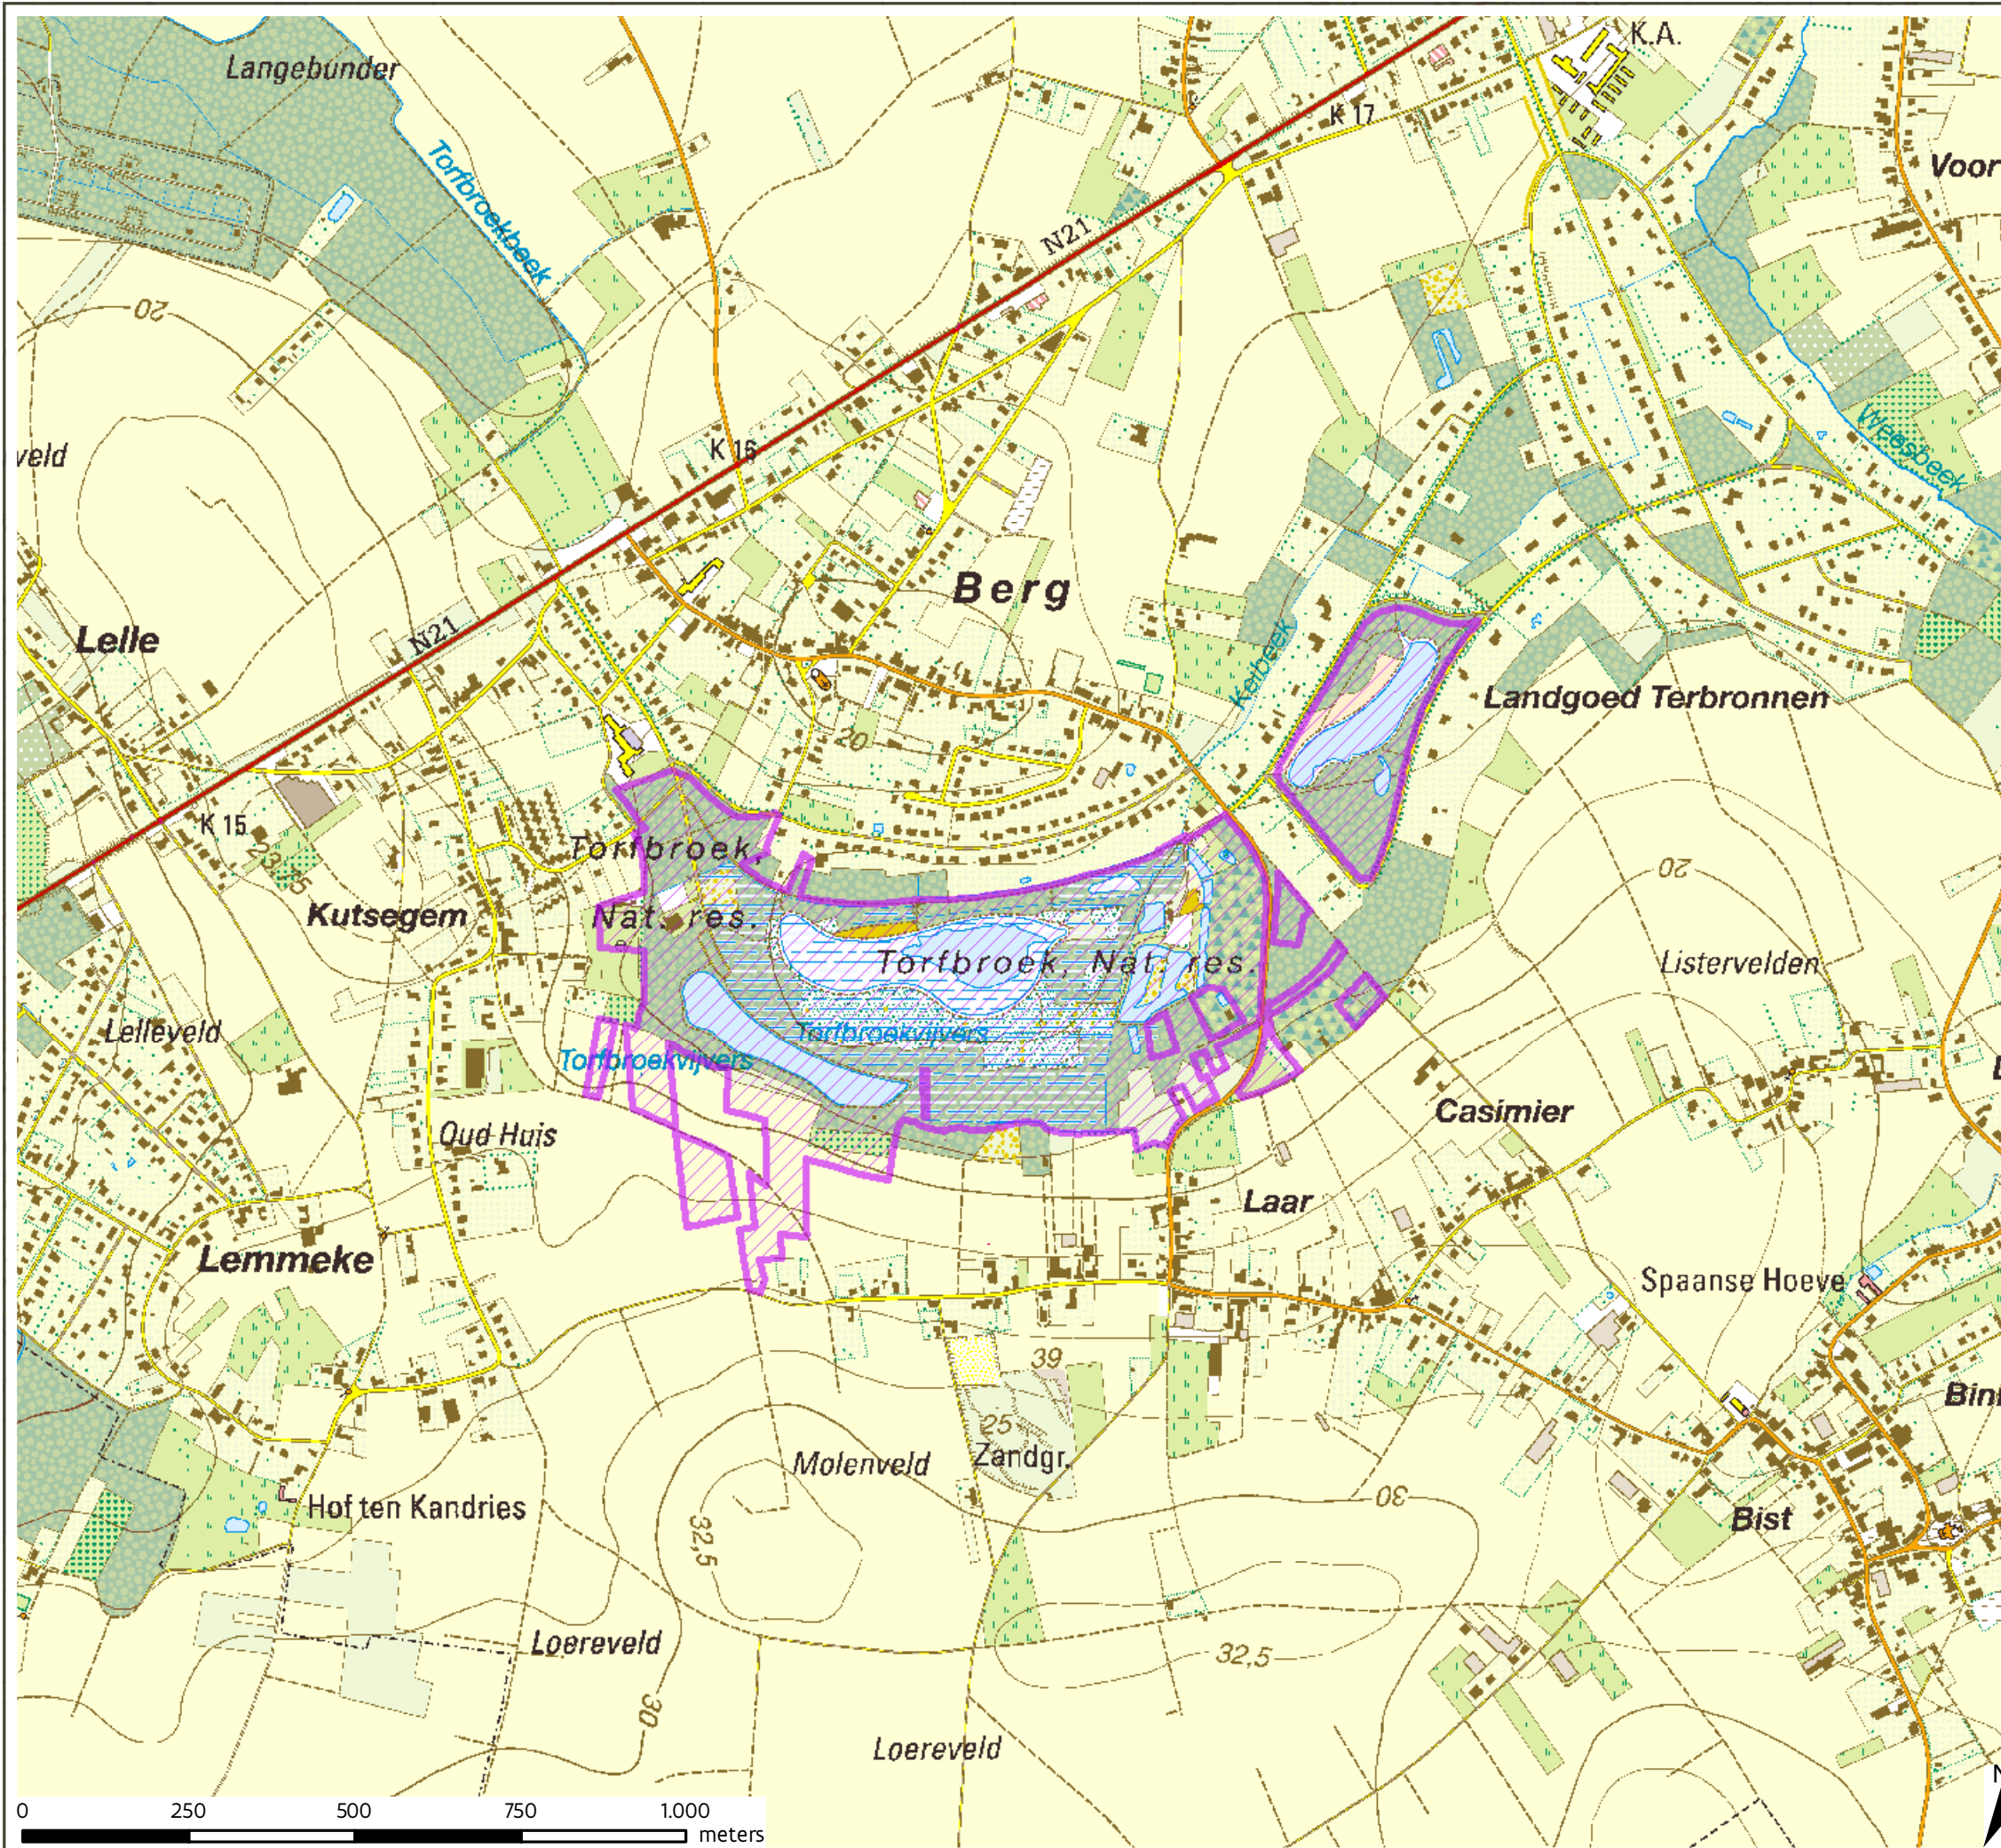 Langebunder
K.A.
K 17
Torfbroekbeek
Voor
N21
20
Weesbeek
K 16
veld
Berg
Lelle
N21
Keibeek
Landgoed Terbronnen
20
K 15
Torfbroek,
20
Kutsegem
Nat. res.
Torfbroek, Nat. res.
Listervelden
Lelleveld
Torfbroekvijvers
Torfbroekvijvers
Casimier
Oud Huis
Laar
Lemmeke
Spaanse Hoeve
39
Bin
25
Molenveld
Zandgr.
30
Hof ten Kandries
Bist
32,5
Loereveld
32,5
30
Loereveld
N
0 250 500 750 1.000
meters